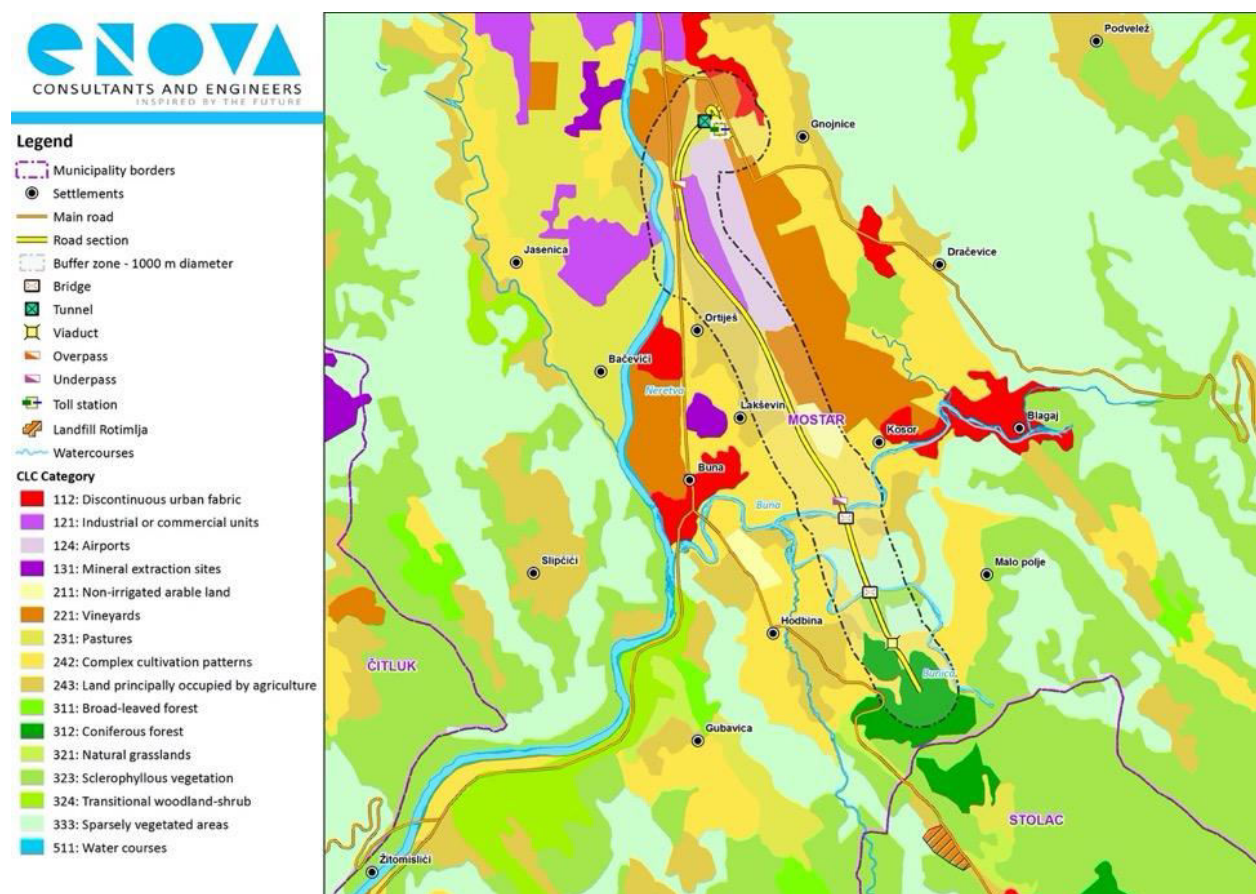 eNOVA
CONSULTANTS AND ENGINEERS
INSPIRED BY THE FUTURE
Legend
Municipality borders
Settlements
Main road
Road section
Buffer zone - 1000 m diameter
Bridge
Tunnel
Viaduct
Overpass
Underpass
Toll station
Landfill Rotimlja
Watercourses
CLC Category
112: Discontinuous urban fabric
121: Industrial or commercial units
124: Airports
131: Mineral extraction sites
211: Non-irrigated arable land
221: Vineyards
231: Pastures
242: Complex cultivation patterns
243: Land principally occupied by agriculture
311: Broad-leaved forest
312: Coniferous forest
321: Natural grasslands
323: Sclerophyllous vegetation
324: Transitional woodland-shrub
333: Sparsely vegetated areas
511: Water courses
Podvelež
Gnojnice
Jasenica
Dračevice
Ortiješ
Bačevići
Neretva
Lakševin
MOSTAR
Blagaj
Kosor
Buna
Buna
Slipčići
Malo polje
Hodbina
ČITLUK
Bunica
Gubavica
STOLAC
Žitomislići